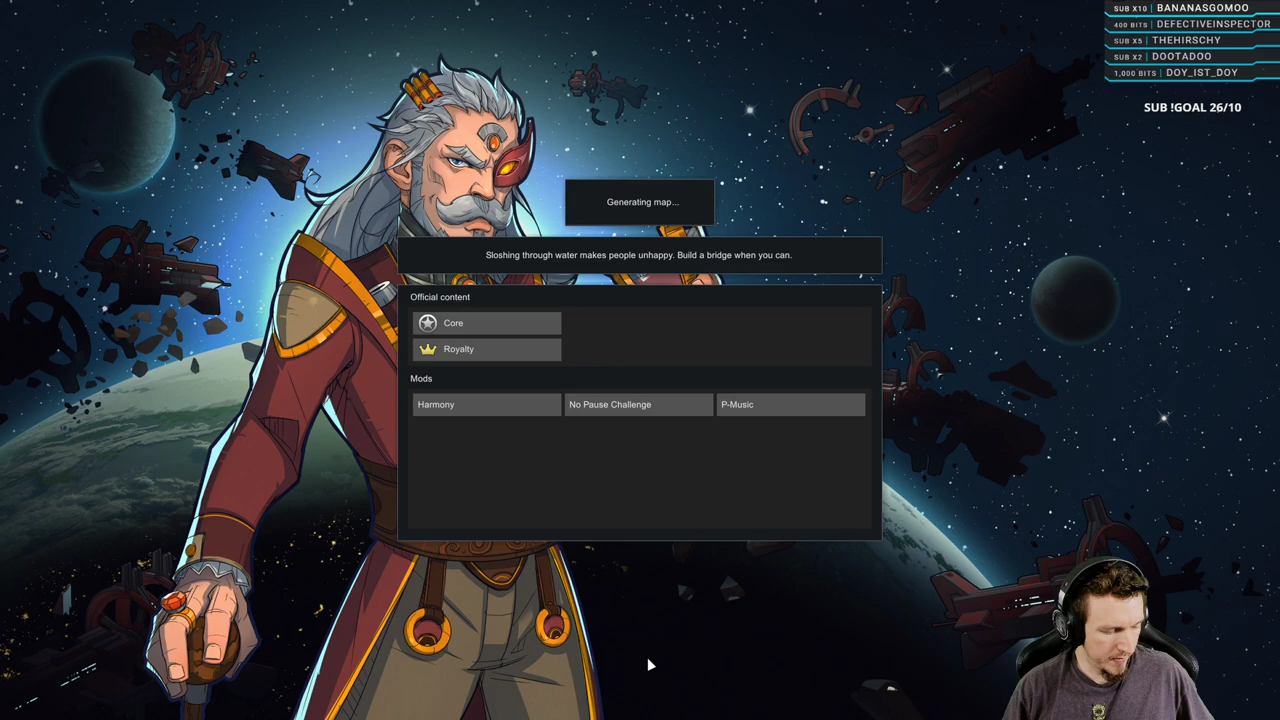 SUB X10 | BANANASGOMOO
400 BITS | DEFECTIVEINSPECTOR
SUB X5 | THEHIRSCHY
SUB X2 | DOOTADOO
1,000 BITS | DOY_IST_DOY
SUB !GOAL 26/10
Generating map...
Sloshing through water makes people unhappy. Build a bridge when you can.
Official content
Core
Royalty
Mods
Harmony
No Pause Challenge
P-Music